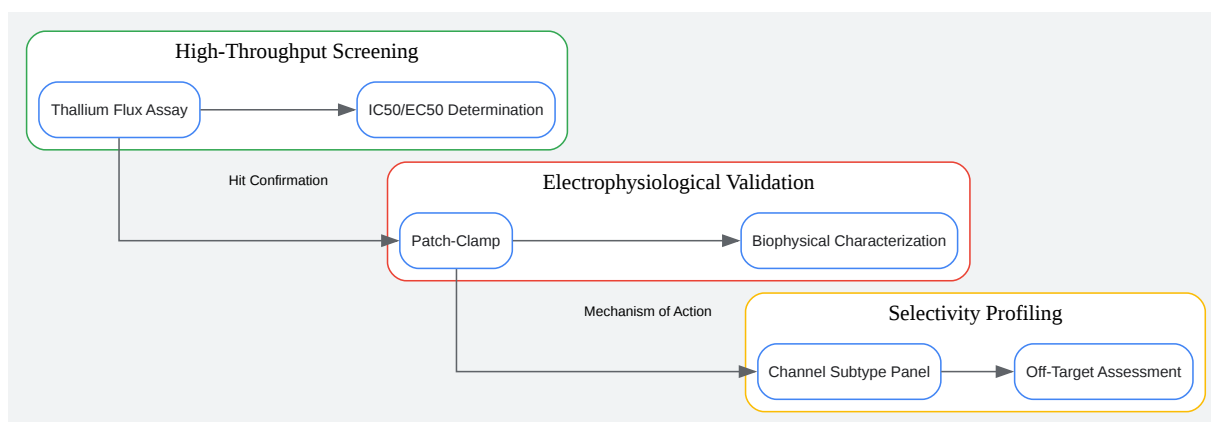 High-Throughput Screening
Thallium Flux Assay
IC50/EC50 Determination
Hit Confirmation
Electrophysiological Validation
Patch-Clamp
Biophysical Characterization
Mechanism of Action
Selectivity Profiling
Channel Subtype Panel
Off-Target Assessment